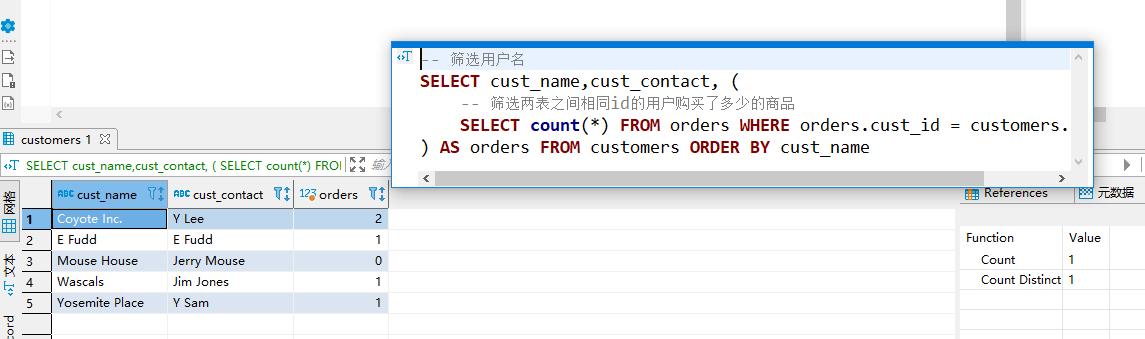 -- 筛选用户名
SELECT cust_name,cust_contact, (
-- 筛选两表之间相同id的用户购买了多少的商品
SELECT count(*) FROM orders WHERE orders.cust_id = customers.
) AS orders FROM customers ORDER BY cust_name
customers 1
SELECT cust_name,cust_contact, ( SELECT count(*) FROM
网格
文本
cord
ABC cust_name ABC cust_contact 123 orders
1 Coyote Inc. Y Lee 2
2 E Fudd E Fudd 1
3 Mouse House Jerry Mouse 0
4 Wascals Jim Jones 1
5 Yosemite Place Y Sam 1
References 元数据
Function Value
Count 1
Count Distinct 1